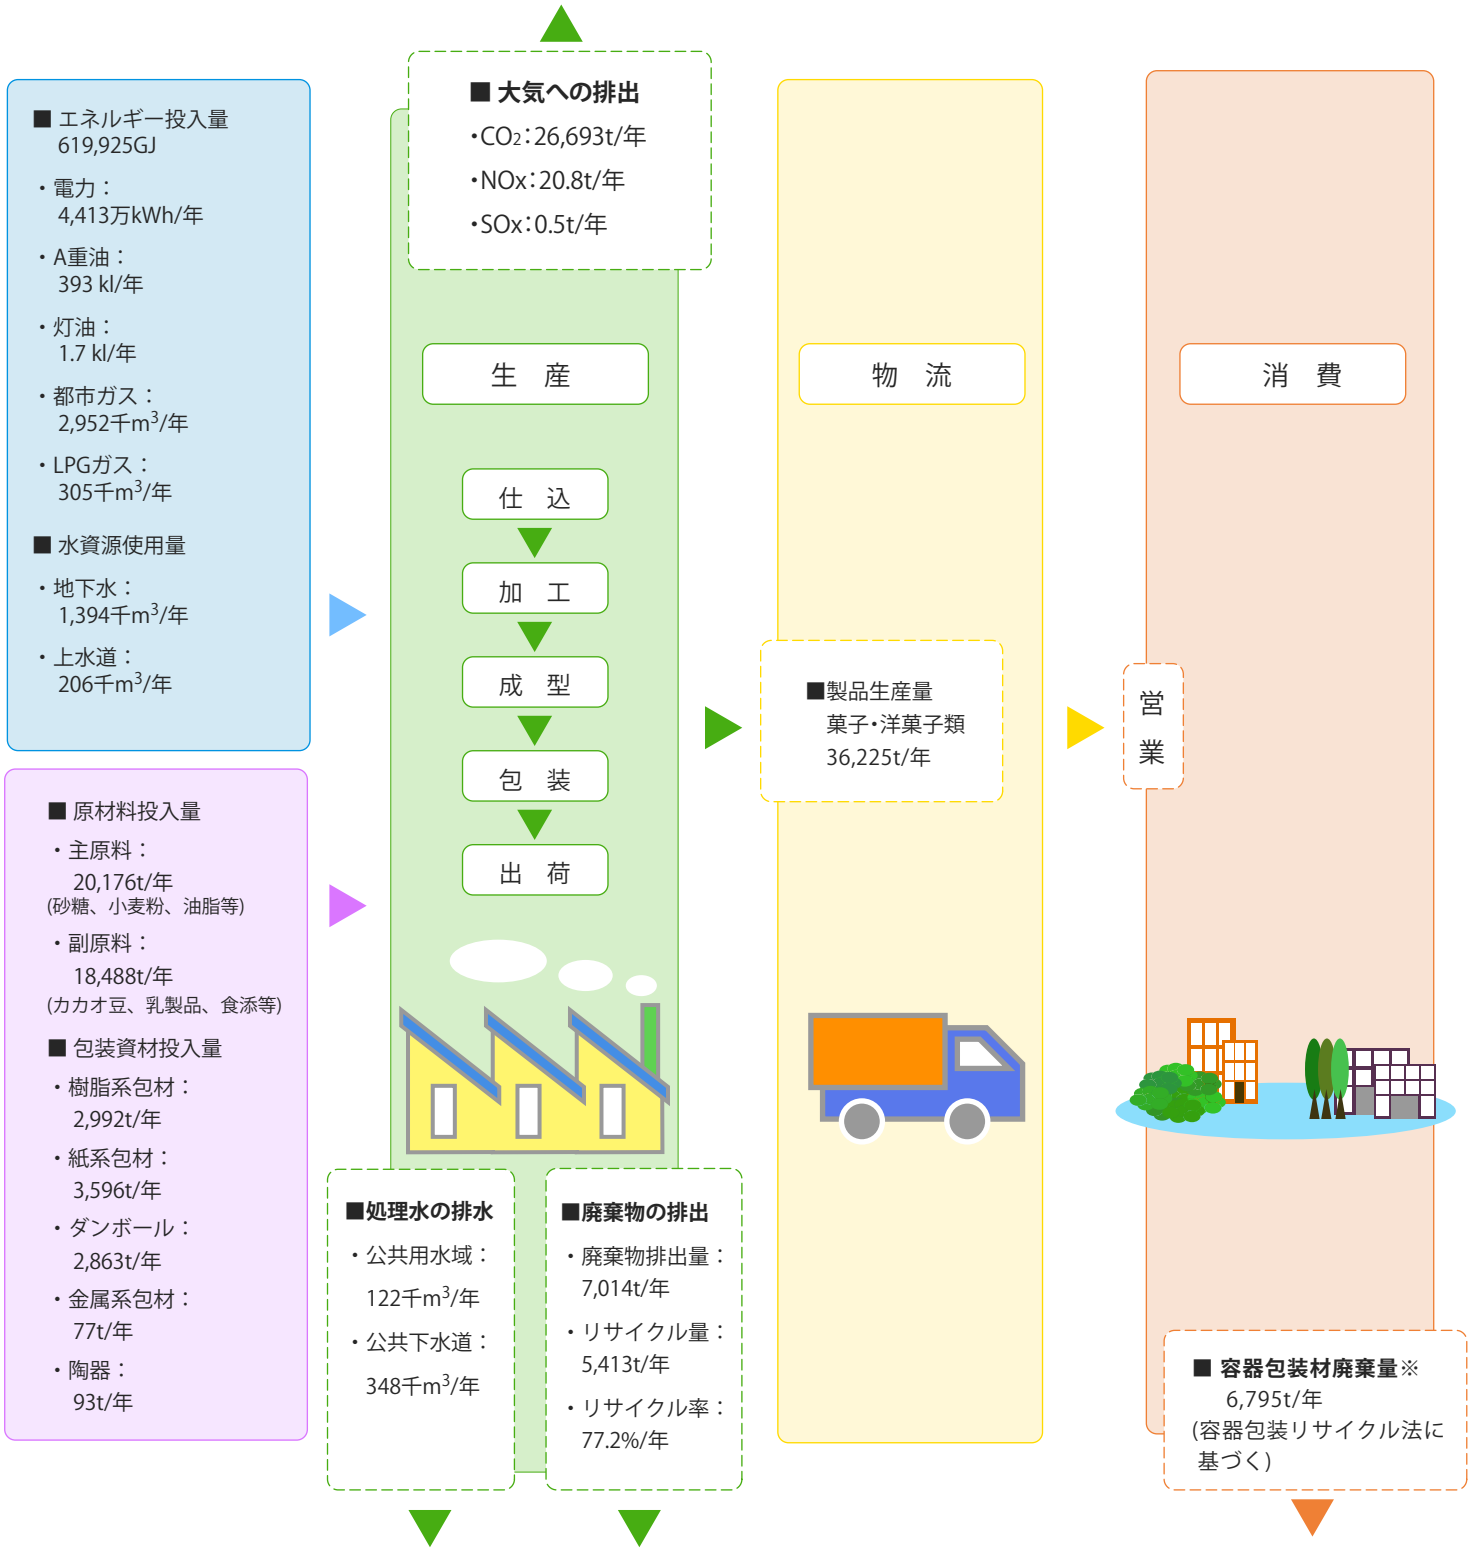 ■ エネルギー投入量
619,925GJ
・電力：
4,413万kWh/年
・A重油：
393 kl/年
・灯油：
1.7 kl/年
・都市ガス：
2,952千m³/年
・LPGガス：
305千m³/年
■ 水資源使用量
・地下水：
1,394千m³/年
・上水道：
206千m³/年
■ 原材料投入量
・主原料：
20,176t/年
(砂糖、小麦粉、油脂等)
・副原料：
18,488t/年
(カカオ豆、乳製品、食添等)
■ 包装資材投入量
・樹脂系包材：
2,992t/年
・紙系包材：
3,596t/年
・ダンボール：
2,863t/年
・金属系包材：
77t/年
・陶器：
93t/年
■ 大気への排出
・CO₂：26,693t/年
・NOx：20.8t/年
・SOx：0.5t/年
生　産
仕　込
加　工
成　型
包　装
出　荷
■処理水の排水
・公共用水域：
122千m³/年
・公共下水道：
348千m³/年
■廃棄物の排出
・廃棄物排出量：
7,014t/年
・リサイクル量：
5,413t/年
・リサイクル率：
77.2%/年
物　流
■製品生産量
菓子・洋菓子類
36,225t/年
消　費
営
業
■ 容器包装材廃棄量※
6,795t/年
(容器包装リサイクル法に
基づく)